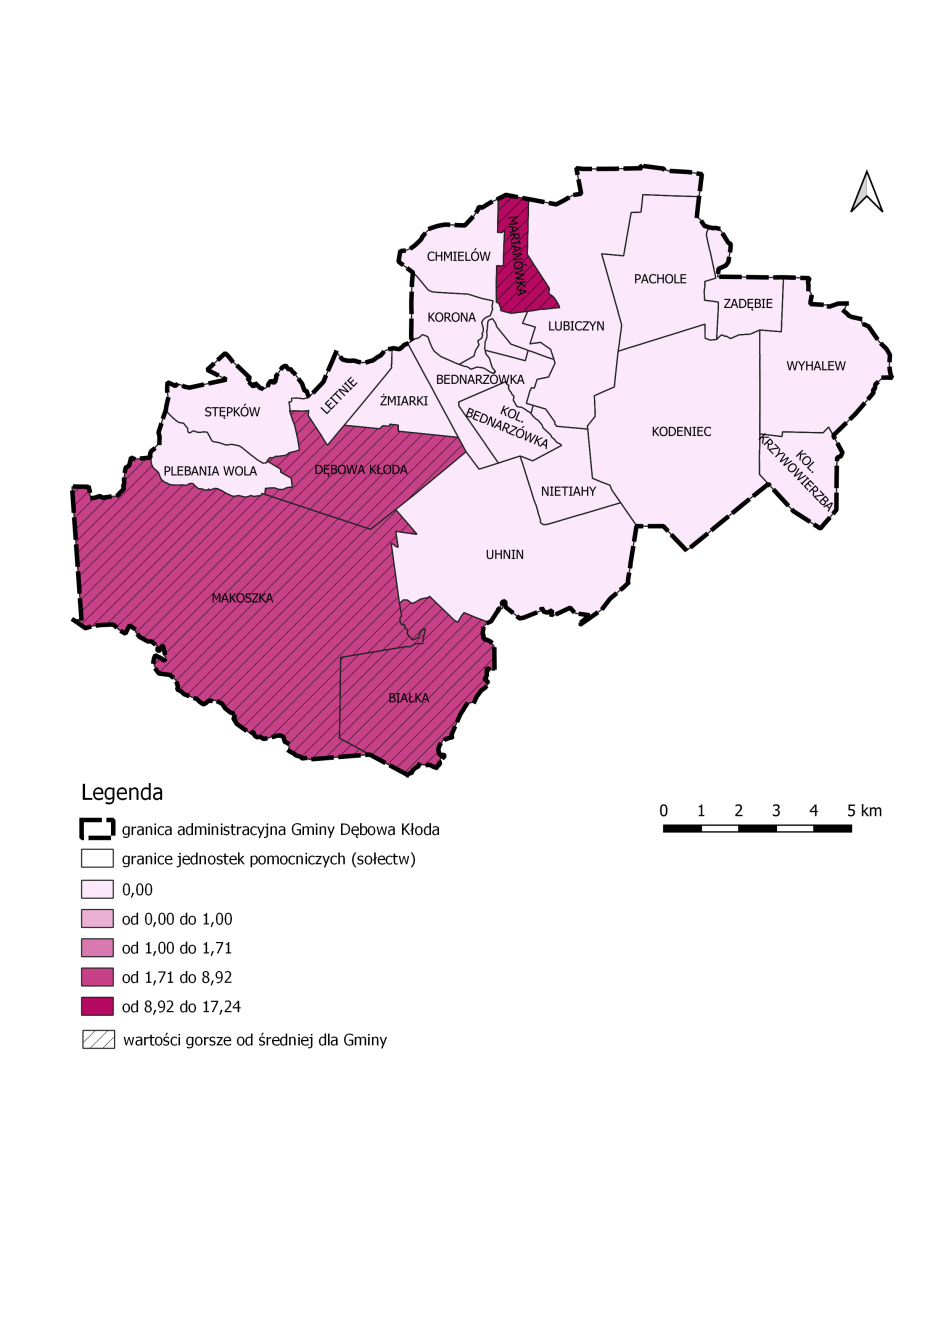 MARIANÓWKA
CHMIELÓW
PACHOLE
ZADĘBIE
KORONA
LUBICZYN
WYHALEW
BEDNARZÓWKA
LEITNIE
ŻMIARKI
STĘPKÓW
KOL.
BEDNARZÓWKA
KODENIEC
KOL.
KRZYWOWIERZBA
PLEBANIA WOLA
DĘBOWA KŁODA
NIETIAHY
UHNIN
MAKOSZKA
BIAŁKA
Legenda
granica administracyjna Gminy Dębowa Kłoda
granice jednostek pomocniczych (sołectw)
0,00
od 0,00 do 1,00
od 1,00 do 1,71
od 1,71 do 8,92
od 8,92 do 17,24
wartości gorsze od średniej dla Gminy
0 1 2 3 4 5 km